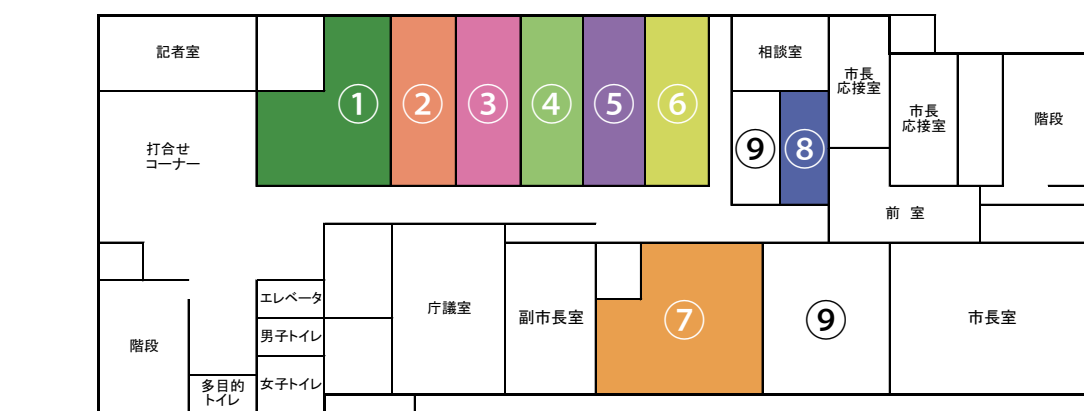 記者室
①
②
③
④
⑤
⑥
相談室
市長
応接室
市長
応接室
階段
打合せ
コーナー
⑨
⑧
前 室
エレベータ
男子トイレ
女子トイレ
階段
多目的
トイレ
庁議室
副市長室
⑦
⑨
市長室